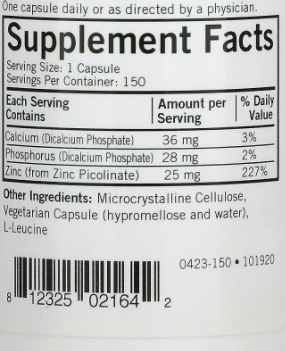 One capsule daily or as directed by a physician.
Supplement Facts
Serving Size: 1 Capsule
Servings Per Container: 150
Each Serving Contains Amount per Serving % Daily Value
Calcium (Dicalcium Phosphate) 36 mg 3%
Phosphorus (Dicalcium Phosphate) 28 mg 2%
Zinc (from Zinc Picolinate) 25 mg 227%
Other Ingredients: Microcrystalline Cellulose,
Vegetarian Capsule (hypromellose and water),
L-Leucine
0423-150 • 101920
8 12325 02164 2